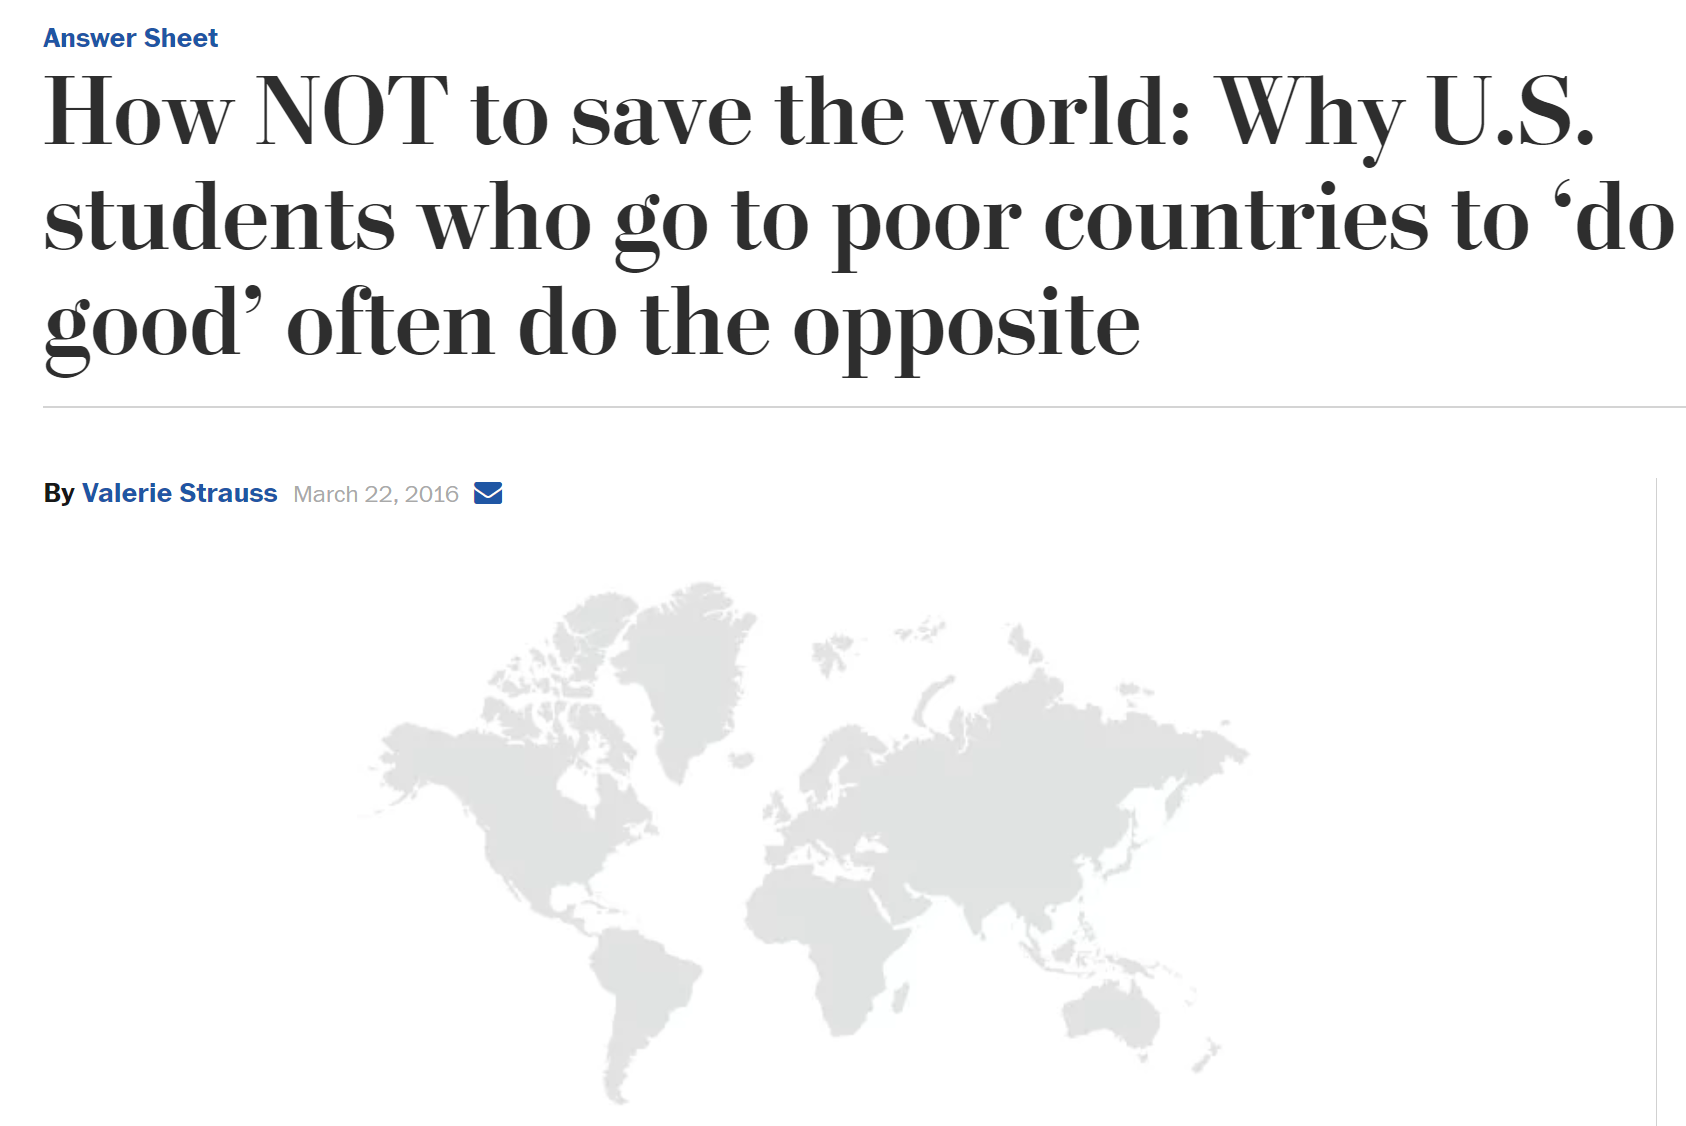 Answer Sheet
How NOT to save the world: Why U.S.
students who go to poor countries to ‘do
good’ often do the opposite
By Valerie Strauss March 22, 2016